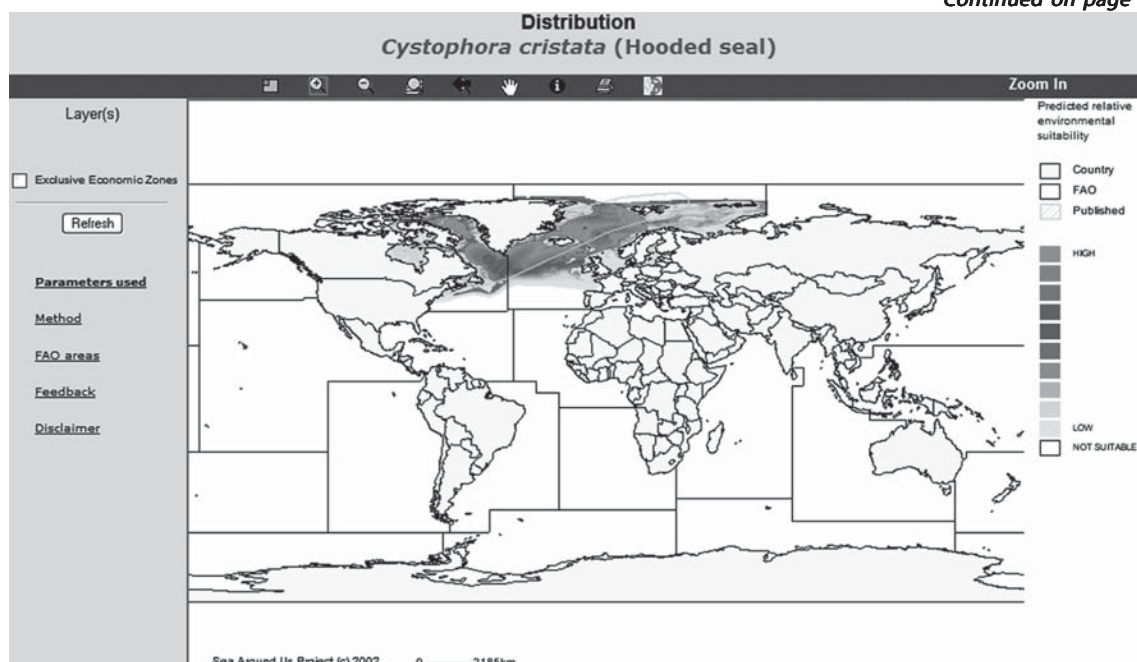 Continued on page
Distribution
Cystophora cristata (Hooded seal)
Zoom In
Layer(s)
Exclusive Economic Zones
Refresh
Parameters used
Method
FAO areas
Feedback
Disclaimer
Predicted relative
environmental
suitability
Country
FAO
Published
HIGH
LOW
NOT SUITABLE
Sea Around Us Project (c) 2002 0 2185km